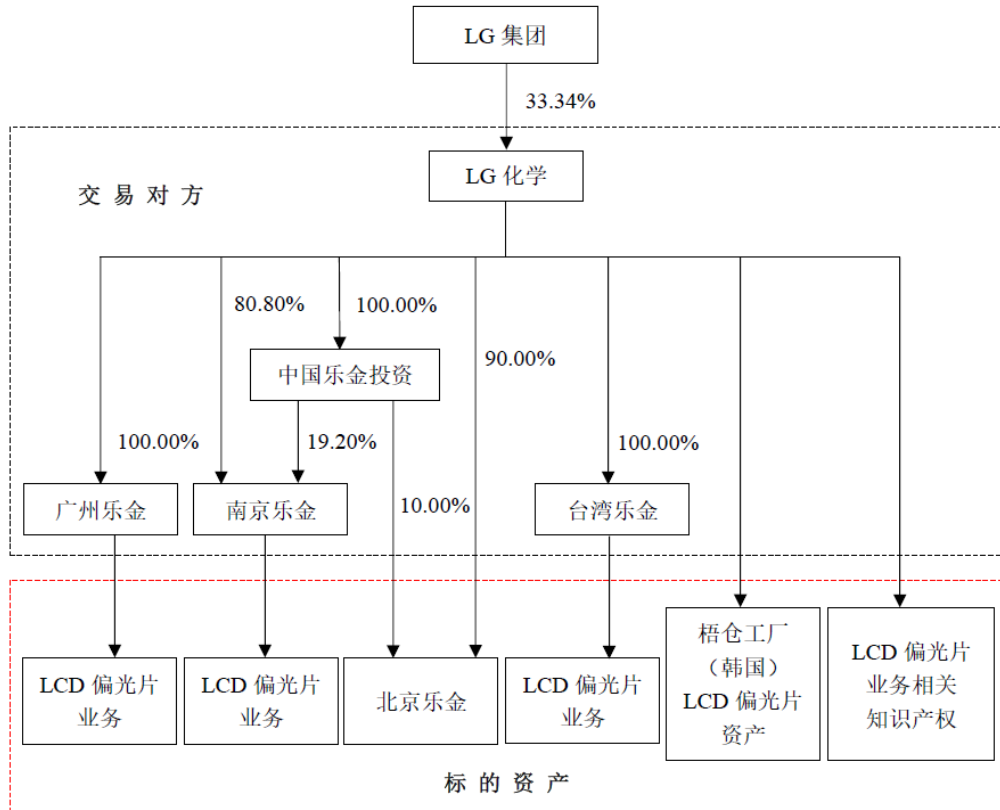 LG 集团
33.34%
LG 化学
交 易 对 方
80.80%
100.00%
90.00%
中国乐金投资
100.00%
19.20%
100.00%
10.00%
广州乐金
南京乐金
台湾乐金
LCD 偏光片
业务
LCD 偏光片
业务
北京乐金
LCD 偏光片
业务
梧仓工厂
（韩国）
LCD 偏光片
资产
LCD 偏光片
业务相关
知识产权
标 的 资 产